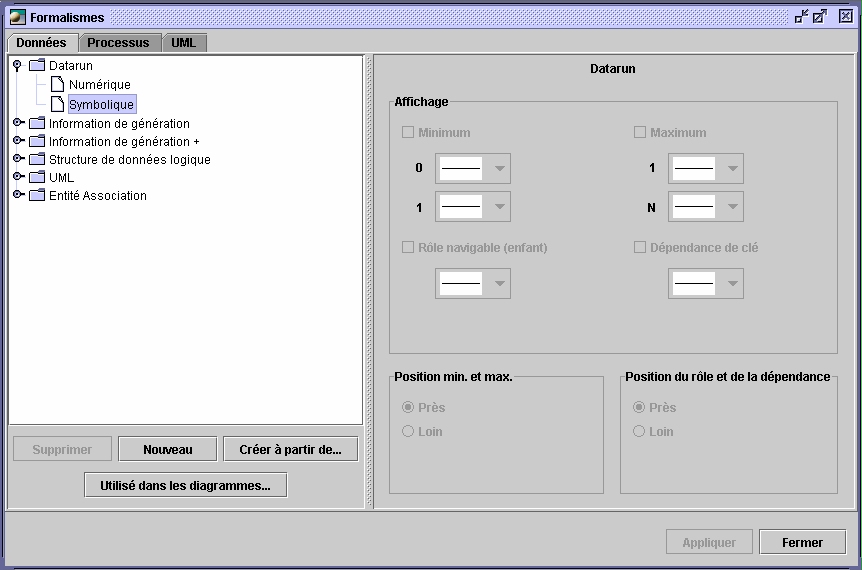 Formalismes
Données Processus UML
Datarun
Numérique
Symbolique
Information de génération
Information de génération +
Structure de données logique
UML
Entité Association
Supprimer Nouveau Créer à partir de...
Utilisé dans les diagrammes...
Datarun
Affichage
Minimum Maximum
0 1
1 N
Rôle navigable (enfant) Dépendance de clé
Position min. et max. Position du rôle et de la dépendance
Près Près
Loin Loin
Appliquer Fermer